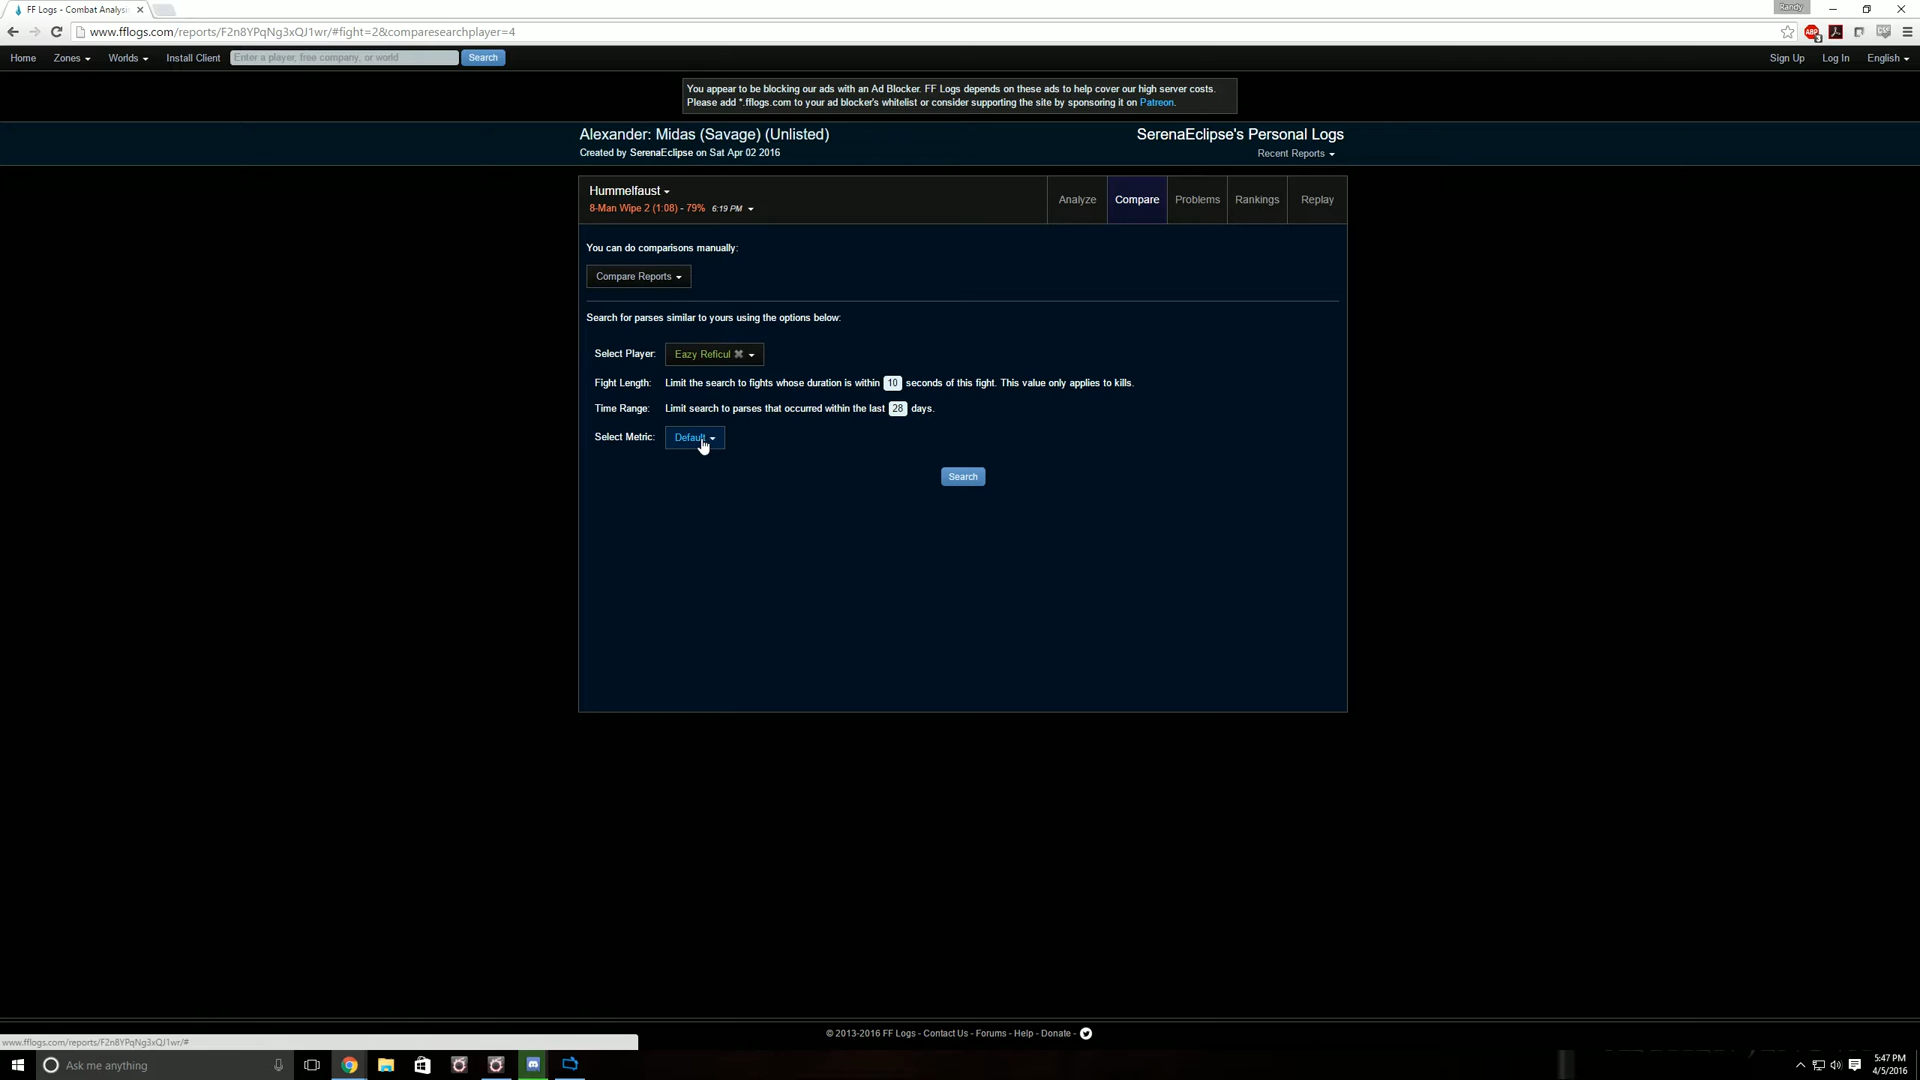 FF Logs - Combat Analys
Randy
www.fflogs.com/reports/F2n8YPqNg3xQJ1wr/#fight=2&comparesearchplayer=4
ABP
Home Zones Worlds Install Client Enter a player, free company, or world Search Sign Up Log In English
You appear to be blocking our ads with an Ad Blocker. FF Logs depends on these ads to help cover our high server costs.
Please add *.fflogs.com to your ad blocker's whitelist or consider supporting the site by sponsoring it on Patreon.
Alexander: Midas (Savage) (Unlisted) SerenaEclipse's Personal Logs
Created by SerenaEclipse on Sat Apr 02 2016 Recent Reports
Hummelfaust
8-Man Wipe 2 (1:08) - 79% 6:19 PM
Analyze Compare Problems Rankings Replay
You can do comparisons manually:
Compare Reports
Search for parses similar to yours using the options below:
Select Player: Eazy Reficul
Fight Length: Limit the search to fights whose duration is within 10 seconds of this fight. This value only applies to kills.
Time Range: Limit search to parses that occurred within the last 28 days.
Select Metric: Default
Search
© 2013-2016 FF Logs - Contact Us - Forums - Help - Donate -
www.fflogs.com/reports/F2n8YPqNg3xQJ1wr/#
Ask me anything
5:47 PM
4/5/2016